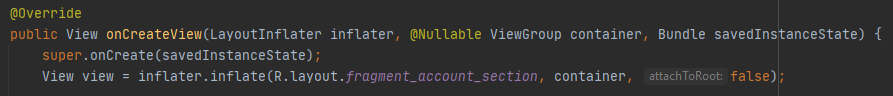 @Override
public View onCreateView(LayoutInflater inflater, @Nullable ViewGroup container, Bundle savedInstanceState) {
super.onCreate(savedInstanceState);
View view = inflater.inflate(R.layout.fragment_account_section, container, attachToRoot: false);